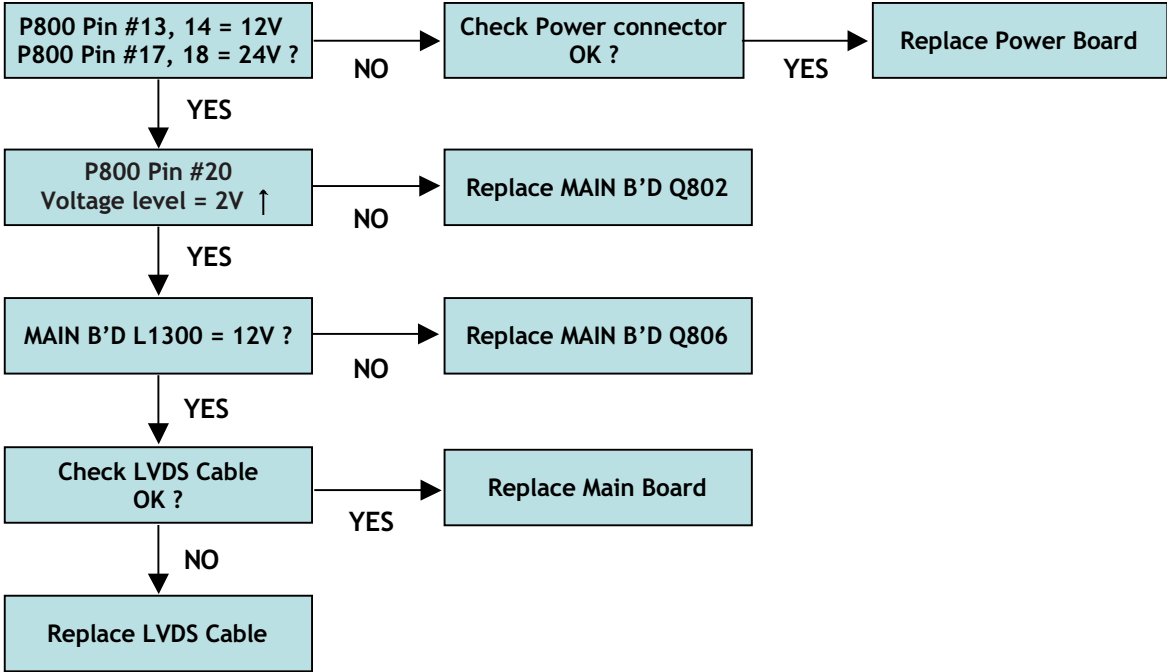 P800 Pin #13, 14 = 12V
P800 Pin #17, 18 = 24V ?
NO
Check Power connector
OK ?
YES
Replace Power Board
YES
P800 Pin #20
Voltage level = 2V ↑
NO
Replace MAIN B’D Q802
YES
MAIN B’D L1300 = 12V ?
NO
Replace MAIN B’D Q806
YES
Check LVDS Cable
OK ?
YES
Replace Main Board
NO
Replace LVDS Cable